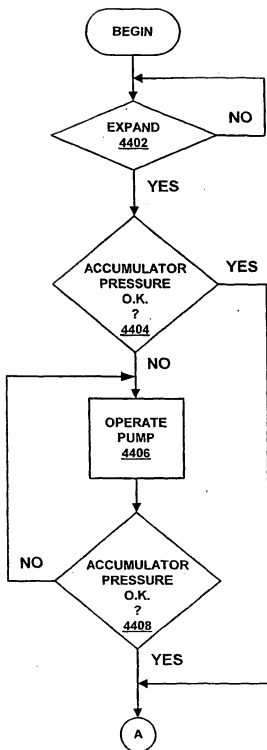 BEGIN
EXPAND
4402
NO
YES
ACCUMULATOR
PRESSURE
O.K.
?
4404
YES
NO
OPERATE
PUMP
4406
NO
ACCUMULATOR
PRESSURE
O.K.
?
4408
YES
A